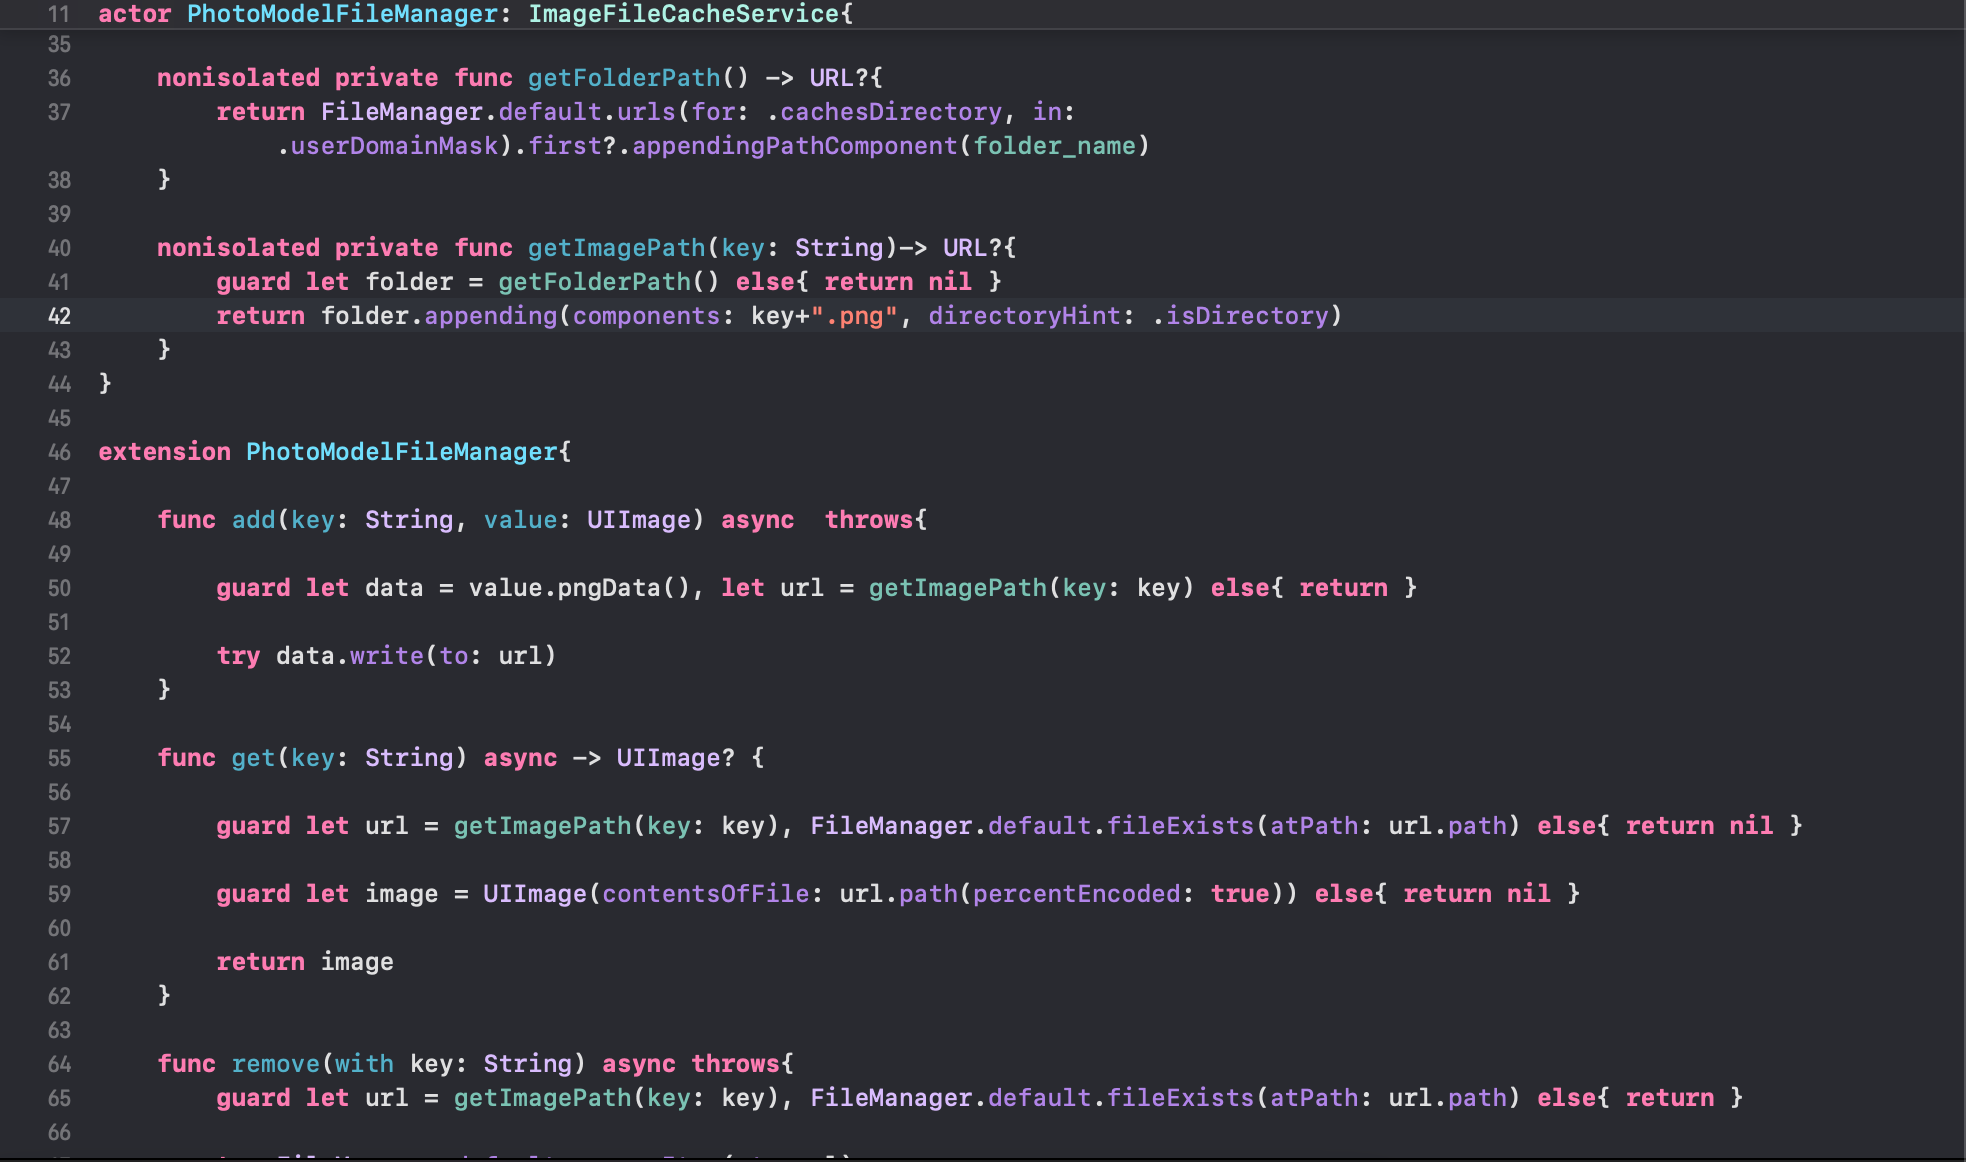 11 actor PhotoModelFileManager: ImageFileCacheService{
35
36 nonisolated private func getFolderPath() -> URL?{
37 return FileManager.default.urls(for: .cachesDirectory, in:
.userDomainMask).first?.appendingPathComponent(folder_name)
38 }
39
40 nonisolated private func getImagePath(key: String)-> URL?{
41 guard let folder = getFolderPath() else{ return nil }
42 return folder.appending(components: key+".png", directoryHint: .isDirectory)
43 }
44 }
45
46 extension PhotoModelFileManager{
47
48 func add(key: String, value: UIImage) async  throws{
49
50 guard let data = value.pngData(), let url = getImagePath(key: key) else{ return }
51
52 try data.write(to: url)
53 }
54
55 func get(key: String) async -> UIImage? {
56
57 guard let url = getImagePath(key: key), FileManager.default.fileExists(atPath: url.path) else{ return nil }
58
59 guard let image = UIImage(contentsOfFile: url.path(percentEncoded: true)) else{ return nil }
60
61 return image
62 }
63
64 func remove(with key: String) async throws{
65 guard let url = getImagePath(key: key), FileManager.default.fileExists(atPath: url.path) else{ return }
66